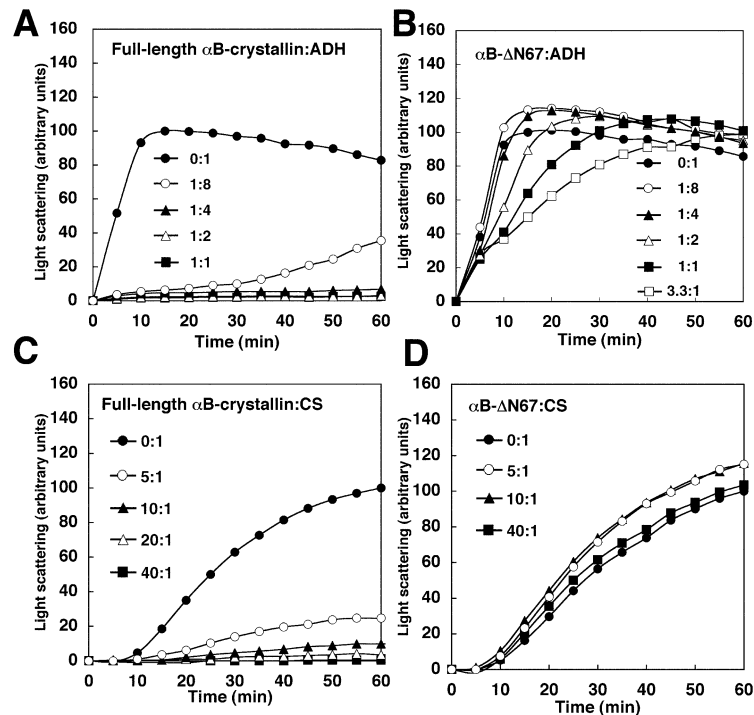 A
Full-length αB-crystallin:ADH
Light scattering (arbitrary units)
160
140
120
100
80
60
40
20
0
0:1
1:8
1:4
1:2
1:1
0 10 20 30 40 50 60
Time (min)
B
αB-ΔN67:ADH
Light scattering (arbitrary units)
160
140
120
100
80
60
40
20
0
0:1
1:8
1:4
1:2
1:1
3.3:1
0 10 20 30 40 50 60
Time (min)
C
Full-length αB-crystallin:CS
Light scattering (arbitrary units)
160
140
120
100
80
60
40
20
0
0:1
5:1
10:1
20:1
40:1
0 10 20 30 40 50 60
Time (min)
D
αB-ΔN67:CS
Light scattering (arbitrary units)
160
140
120
100
80
60
40
20
0
0:1
5:1
10:1
40:1
0 10 20 30 40 50 60
Time (min)